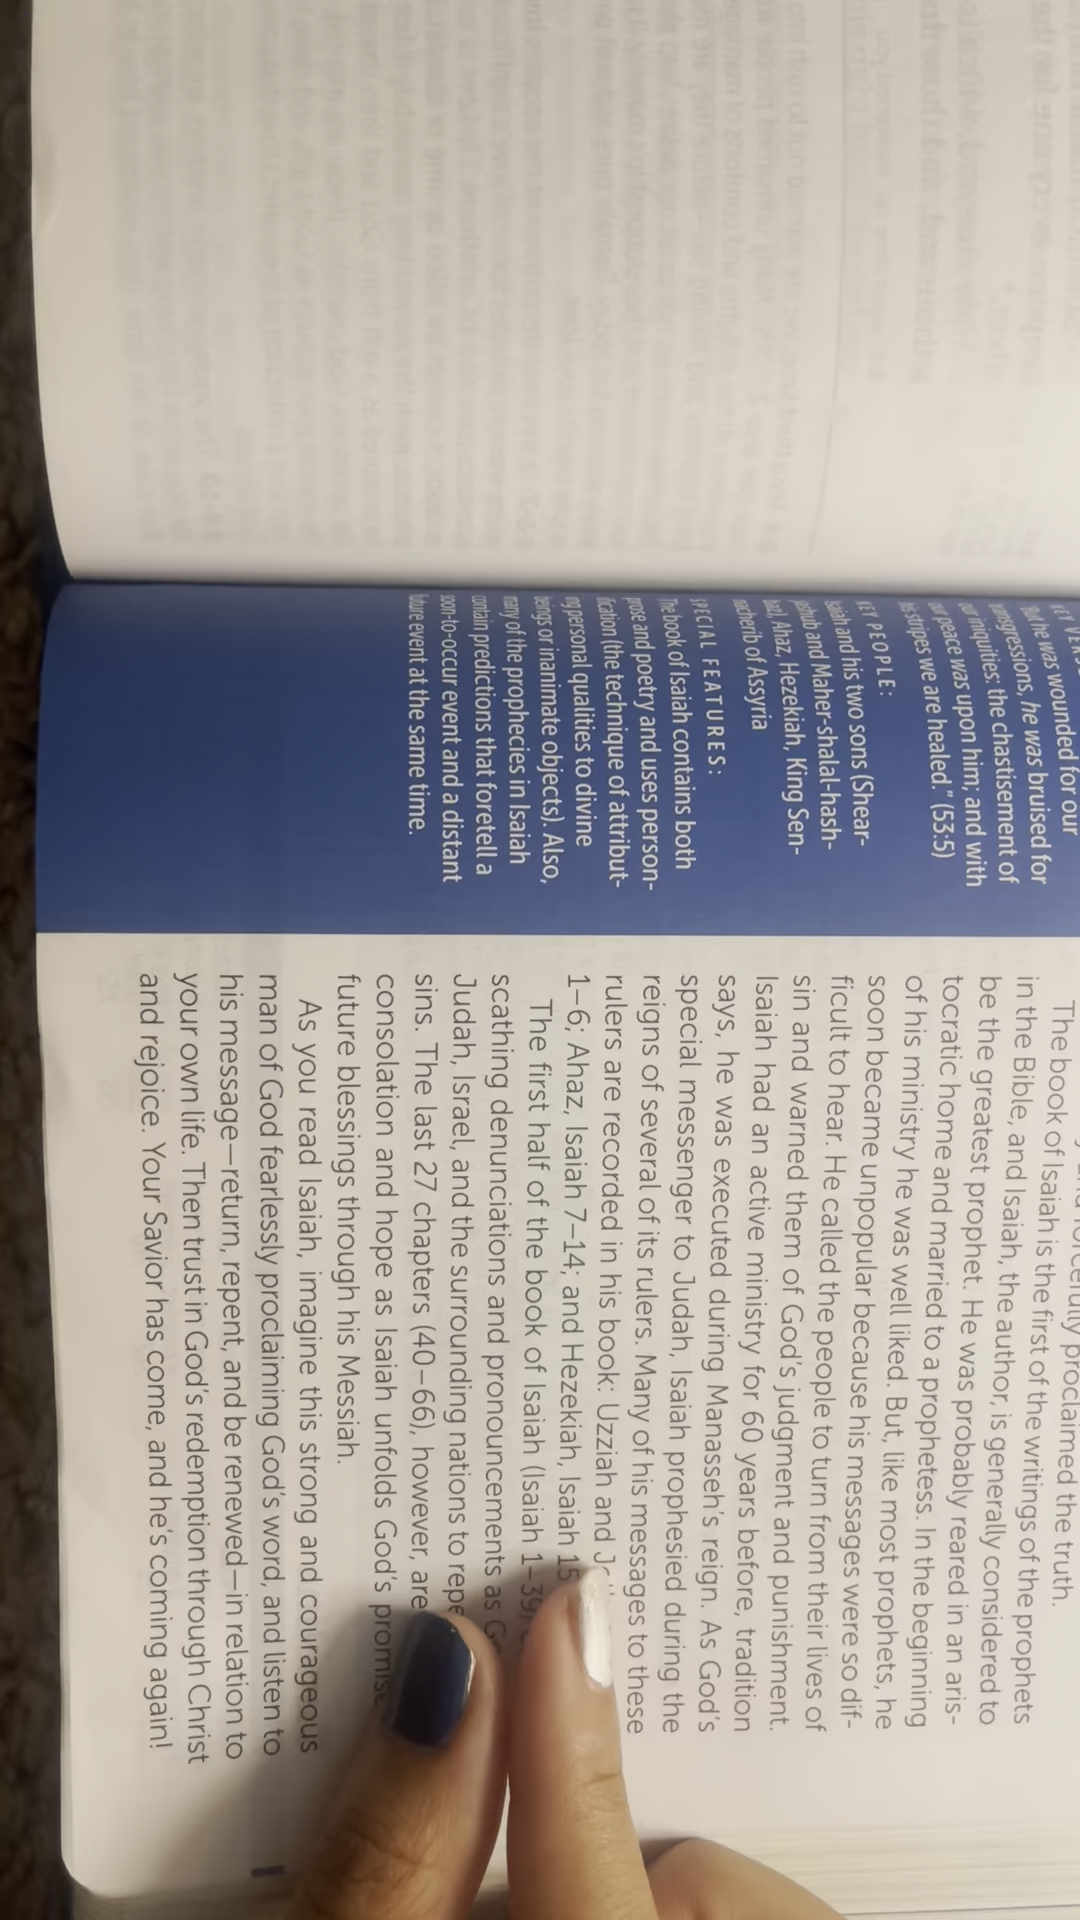 "But he was wounded for our
transgressions, he was bruised for
our iniquities: the chastisement of
our peace was upon him; and with
his stripes we are healed." (53:5)
KEY PEOPLE:
Isaiah and his two sons (Shear-
jashub and Maher-shalal-hash-
baz), Ahaz, Hezekiah, King Sen-
nacherib of Assyria
SPECIAL FEATURES:
The book of Isaiah contains both
prose and poetry and uses person-
ification (the technique of attribut-
ing personal qualities to divine
beings or inanimate objects). Also,
many of the prophecies in Isaiah
contain predictions that foretell a
soon-to-occur event and a distant
future event at the same time.
forcefully proclaimed the truth.
The book of Isaiah is the first of the writings of the prophets
in the Bible, and Isaiah, the author, is generally considered to
be the greatest prophet. He was probably reared in an aris-
tocratic home and married to a prophetess. In the beginning
of his ministry he was well liked. But, like most prophets, he
soon became unpopular because his messages were so dif-
ficult to hear. He called the people to turn from their lives of
sin and warned them of God's judgment and punishment.
Isaiah had an active ministry for 60 years before, tradition
says, he was executed during Manasseh's reign. As God's
special messenger to Judah, Isaiah prophesied during the
reigns of several of its rulers. Many of his messages to these
rulers are recorded in his book: Uzziah and
1–6; Ahaz, Isaiah 7–14; and Hezekiah, Isaiah 15
The first half of the book of Isaiah (Isaiah 1–39)
scathing denunciations and pronouncements as
Judah, Israel, and the surrounding nations to
sins. The last 27 chapters (40–66), however, are
consolation and hope as Isaiah unfolds God's
future blessings through his Messiah.
As you read Isaiah, imagine this strong and courageous
man of God fearlessly proclaiming God's word, and listen to
his message—return, repent, and be renewed—in relation to
your own life. Then trust in God's redemption through Christ
and rejoice. Your Savior has come, and he's coming again!